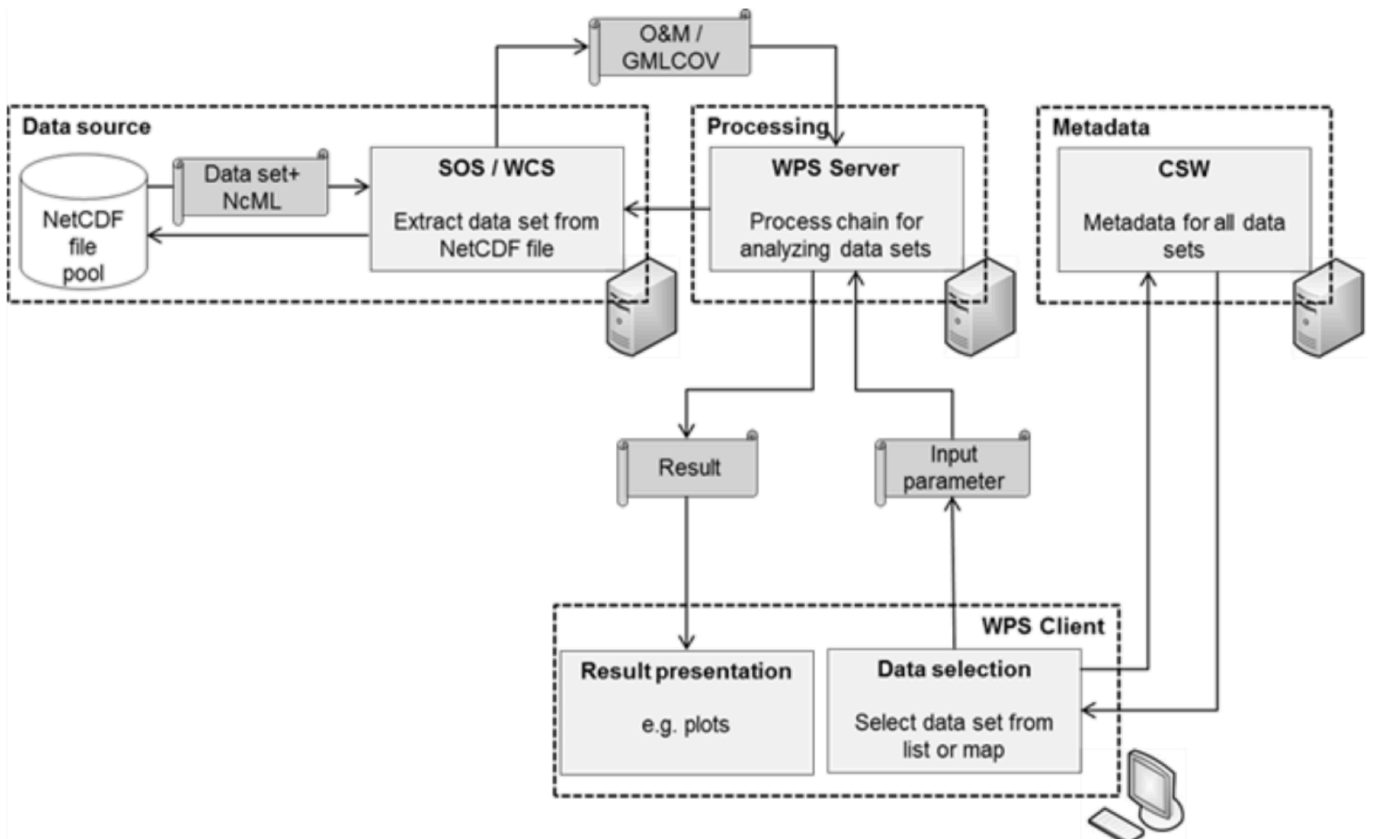 O&M /
GMLCOV
Data source
Processing
Metadata
NetCDF
file
pool
Data set+
NcML
SOS / WCS
Extract data set from
NetCDF file
WPS Server
Process chain for
analyzing data sets
CSW
Metadata for all data
sets
Result
Input
parameter
WPS Client
Result presentation
e.g. plots
Data selection
Select data set from
list or map